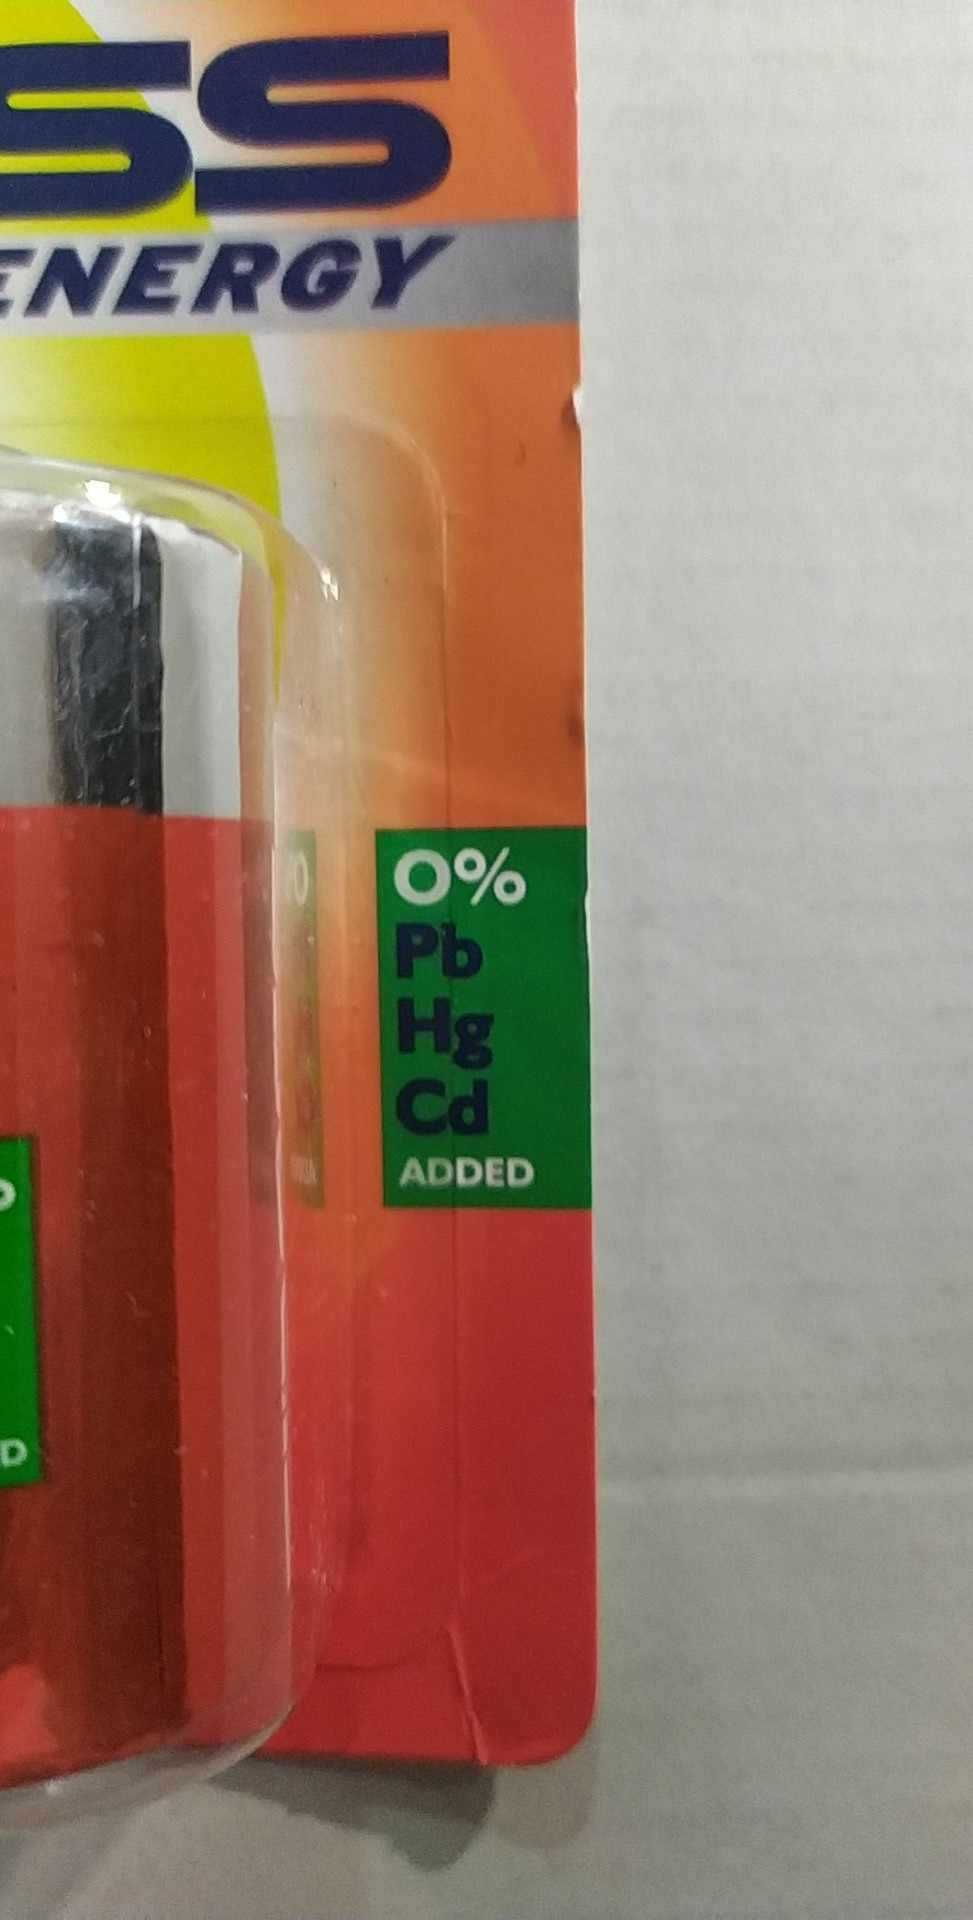 SS
ENERGY
0%
Pb
Hg
Cd
ADDED
D